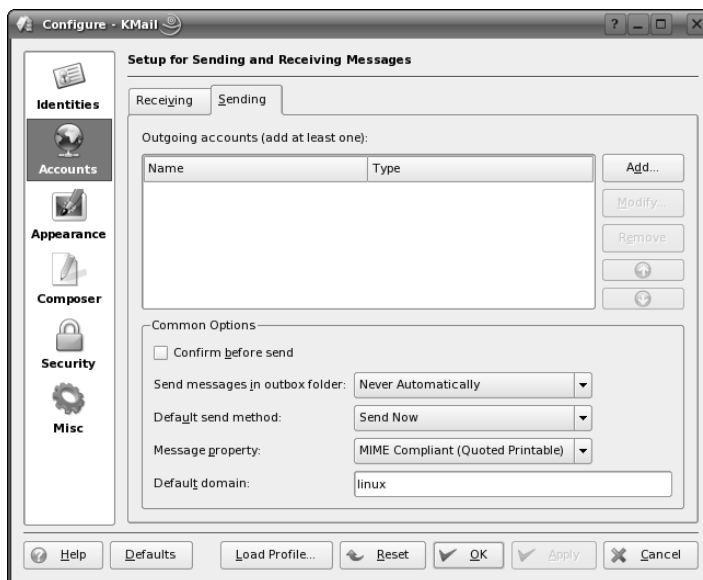 Configure - KMail
Setup for Sending and Receiving Messages
Identities
Accounts
Appearance
Composer
Security
Misc
Receiving
Sending
Outgoing accounts (add at least one):
Name Type
Add...
Modify...
Remove
Common Options
Confirm before send
Send messages in outbox folder: Never Automatically
Default send method: Send Now
Message property: MIME Compliant (Quoted Printable)
Default domain: linux
Help Defaults Load Profile... Reset OK Apply Cancel